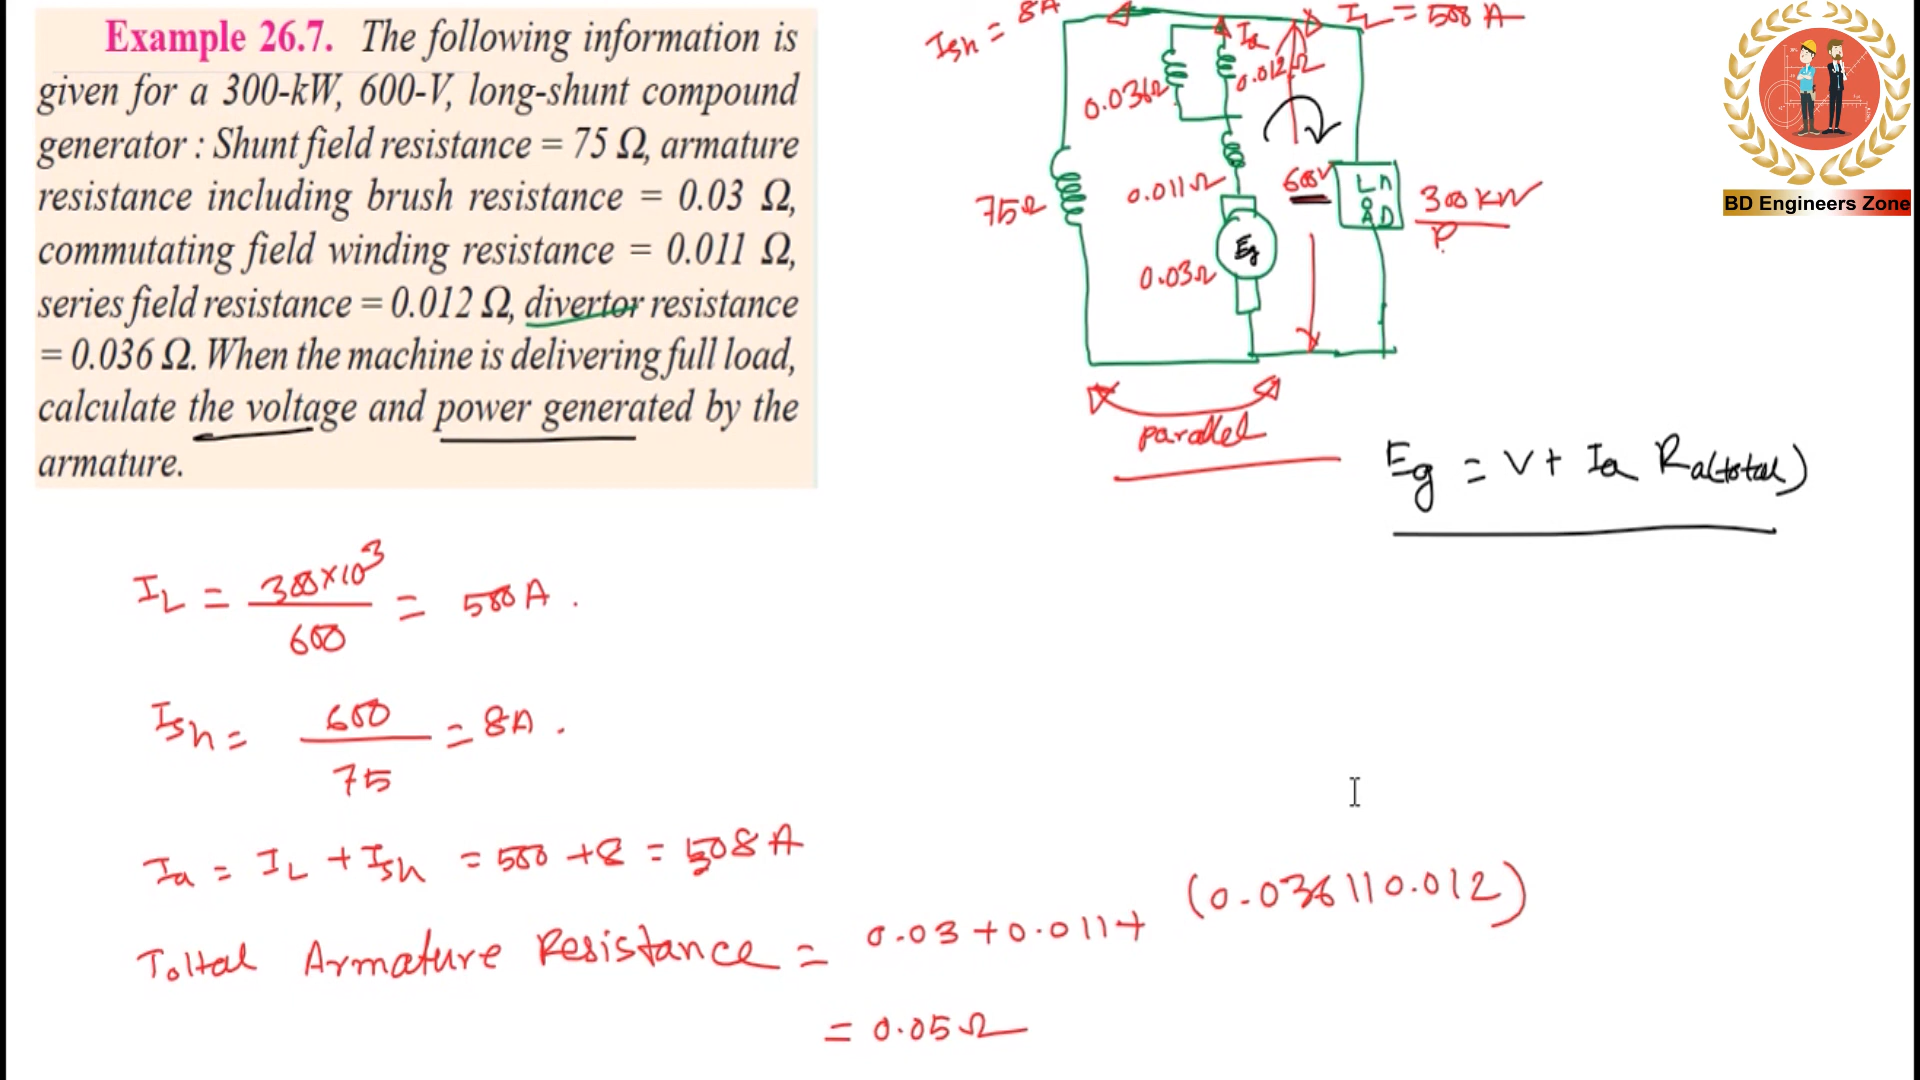 Example 26.7. The following information is
given for a 300-kW, 600-V, long-shunt compound
generator : Shunt field resistance = 75 Ω, armature
resistance including brush resistance = 0.03 Ω,
commutating field winding resistance = 0.011 Ω,
series field resistance = 0.012 Ω, divertor resistance
= 0.036 Ω. When the machine is delivering full load,
calculate the voltage and power generated by the
armature.
Ish = 8A
Ia
IL = 500 A
0.036Ω
0.012Ω
0.011Ω
75Ω
600V
LOAD
300 KW
P
Eg
0.03Ω
parallel
BD Engineers Zone
Eg = V + Ia Ra(total)
IL = 300×10³ / 600 = 500A .
Ish = 600 / 75 = 8A .
Ia = IL + Ish = 500 + 8 = 508 A
Toltal Armature Resistance = 0.03 + 0.011 + (0.036 || 0.012)
= 0.05Ω